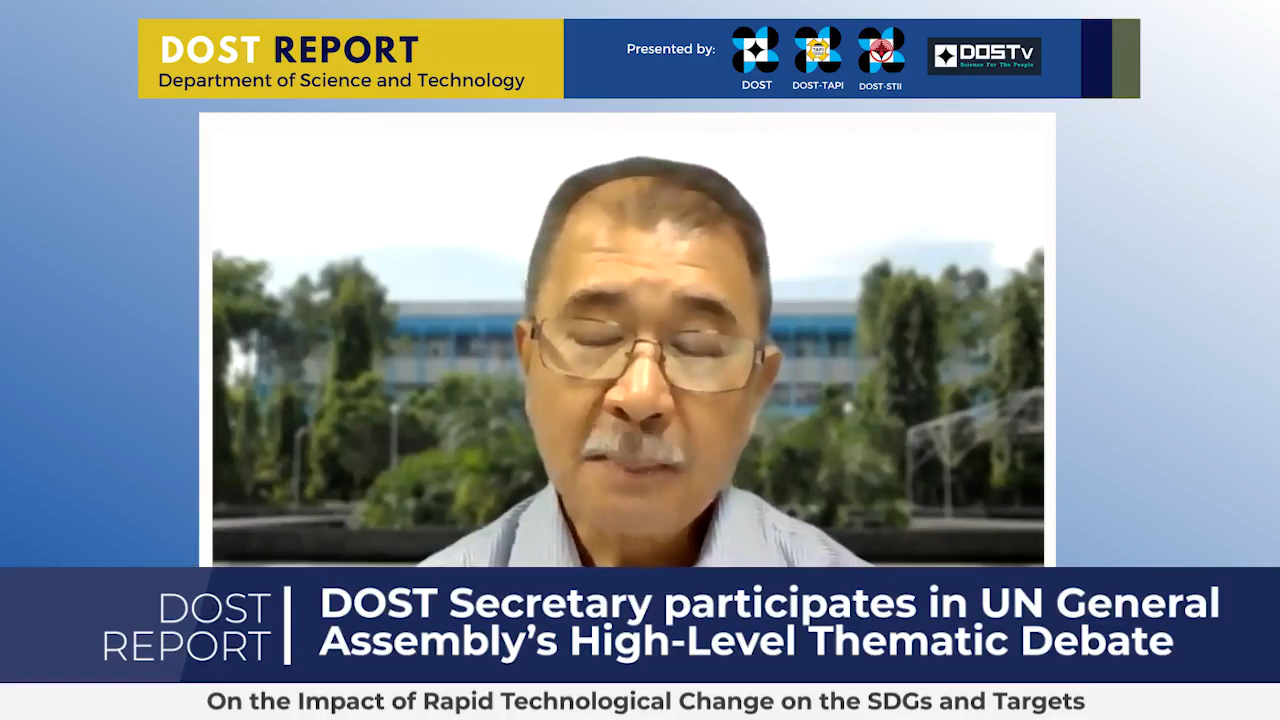 DOST REPORT
Department of Science and Technology
Presented by:
TAPI
DOST
DOST-TAPI
DOST-STII
DOSTv
Science For The People
DOST
REPORT
DOST Secretary participates in UN General
Assembly’s High-Level Thematic Debate
On the Impact of Rapid Technological Change on the SDGs and Targets